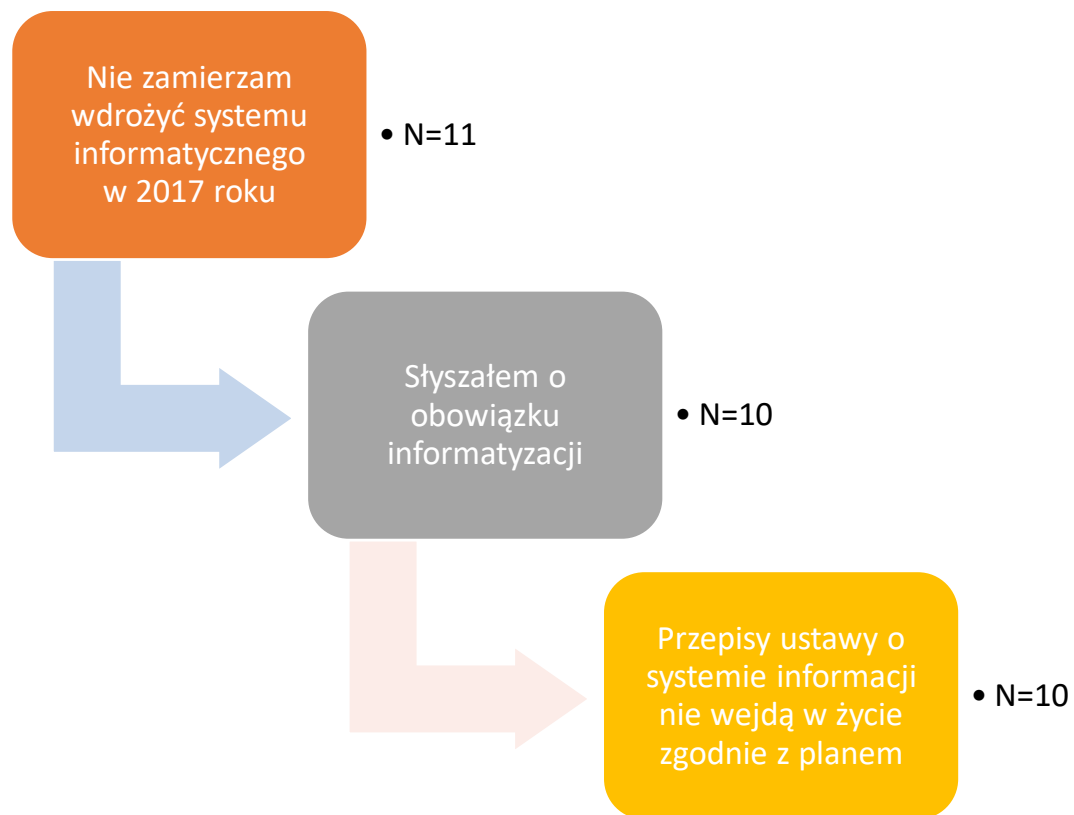 Nie zamierzam
wdrożyć systemu
informatycznego
w 2017 roku
• N=11
Słyszałem o
obowiązku
informatyzacji
• N=10
Przepisy ustawy o
systemie informacji
nie wejdą w życie
zgodnie z planem
• N=10